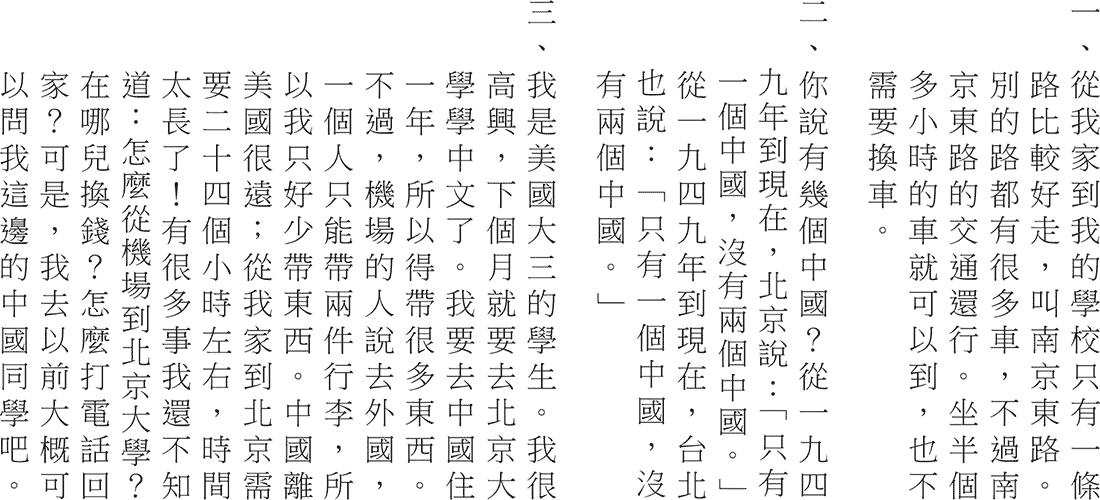 一、從我家到我的學校只有一條
路比較好走，叫南京東路。
別的路都有很多車，不過南
京東路的交通還行。坐半個
多小時的車就可以到，也不
需要換車。
二、你說有幾個中國？從一九四
九年到現在，北京說：「只有
一個中國，沒有兩個中國。」
從一九四九年到現在，台北
也說：「只有一個中國，沒
有兩個中國。」
三、我是美國大三的學生。我很
高興，下個月就要去北京大
學學中文了。我要去中國住
一年，所以得帶很多東西。
不過，機場的人說去外國，
一個人只能帶兩件行李，所
以我只好少帶東西。中國離
美國很遠；從我家到北京需
要二十四個小時左右，時間
太長了！有很多事我還不知
道：怎麼從機場到北京大學？
在哪兒換錢？怎麼打電話回
家？可是，我去以前大概可
以問我這邊的中國同學吧。